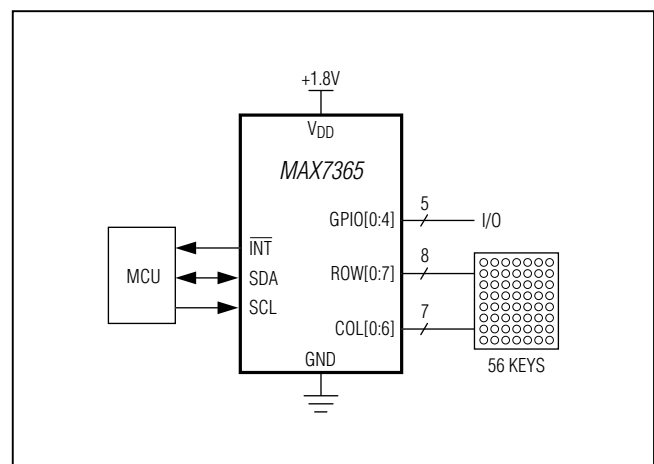 +1.8V
VDD
MAX7365
5
GPIO[0:4]
I/O
INT
8
MCU
SDA
ROW[0:7]
SCL
7
COL[0:6]
GND
56 KEYS